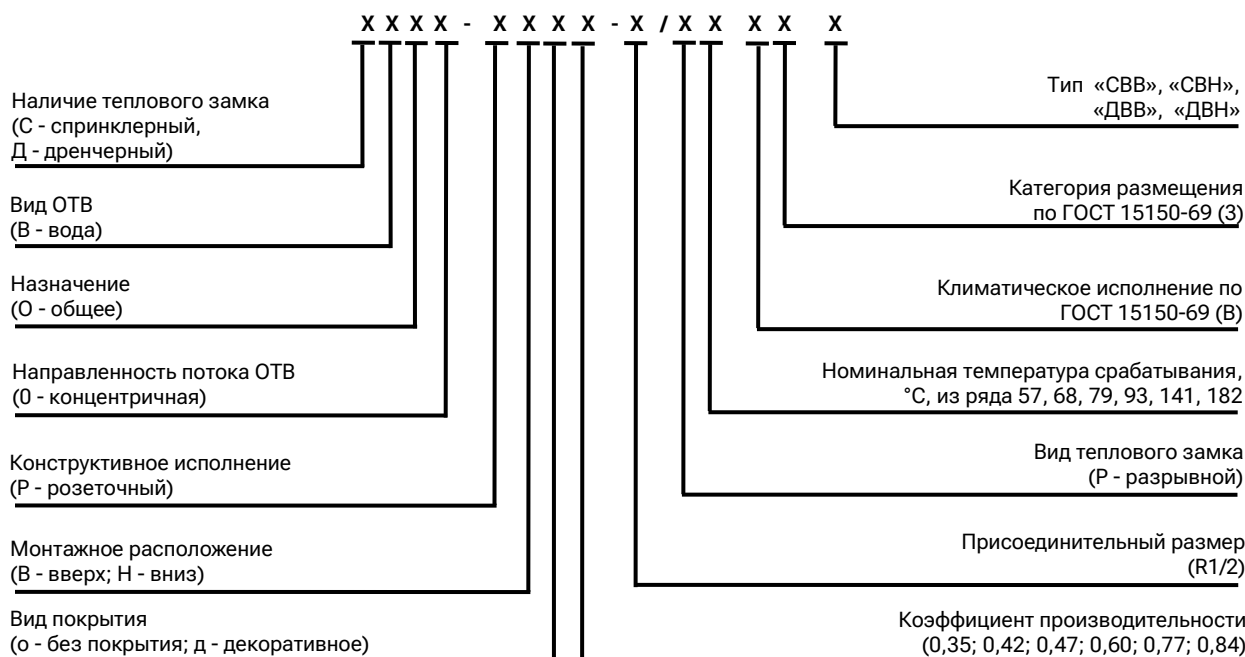 X X X X - X X X X - X / X X X X X
Наличие теплового замка
(С - спринклерный,
Д - дренчерный)
Вид ОТВ
(В - вода)
Назначение
(О - общее)
Направленность потока ОТВ
(0 - концентричная)
Конструктивное исполнение
(Р - розеточный)
Монтажное расположение
(В - вверх; Н - вниз)
Вид покрытия
(о - без покрытия; д - декоративное)
Тип «СВВ», «СВН»,
«ДВВ», «ДВН»
Категория размещения
по ГОСТ 15150-69 (3)
Климатическое исполнение по
ГОСТ 15150-69 (В)
Номинальная температура срабатывания,
°С, из ряда 57, 68, 79, 93, 141, 182
Вид теплового замка
(Р - разрывной)
Присоединительный размер
(R1/2)
Коэффициент производительности
(0,35; 0,42; 0,47; 0,60; 0,77; 0,84)